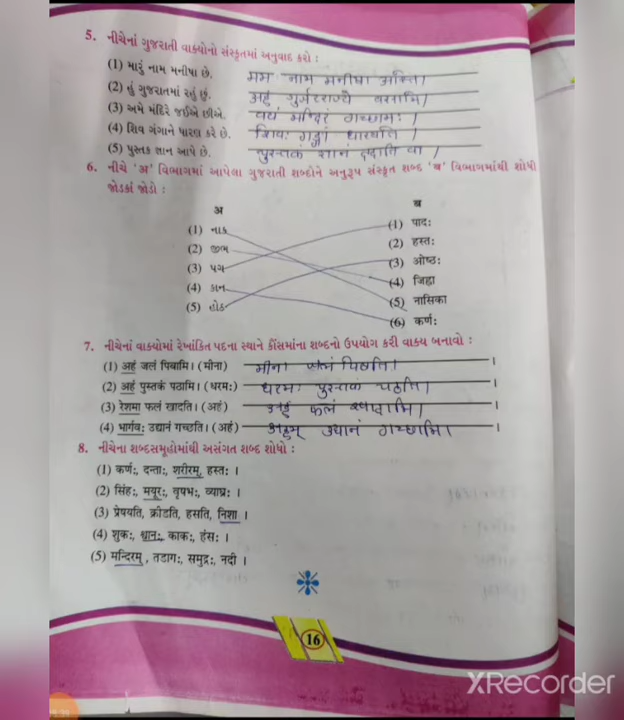 5. નીચેનાં ગુજરાતી વાક્યોનો સંસ્કૃતમાં અનુવાદ કરો :
(1) મારું નામ મનીષા છે. मम नाम मनीषा अस्ति।
(2) હું ગુજરાતમાં રહું છું. अहं गुर्जरराज्ये वसामि।
(3) અમે મંદિરે જઈએ છીએ. वयं मन्दिरं गच्छामः।
(4) શિવ ગંગાને ધારણ કરે છે. शिवः गङ्गां धारयति।
(5) પુસ્તક જ્ઞાન આપે છે. पुस्तकं ज्ञानं ददाति वा।
6. નીચે 'अ' વિભાગમાં આપેલા ગુજરાતી શબ્દોને અનુરૂપ સંસ્કૃત શબ્દ 'ब' વિભાગમાંથી શોધી
જોડકાં જોડો :
अ ब
(1) નાક (1) पादः
(2) જીભ (2) हस्तः
(3) પગ (3) ओष्ठः
(4) કાન (4) जिह्वा
(5) હોઠ (5) नासिका
(6) कर्णः
7. નીચેનાં વાક્યોમાં રેખાંકિત પદના સ્થાને કૌંસમાંના શબ્દનો ઉપયોગ કરી વાક્ય બનાવો :
(1) अहं जलं पिबामि। (मीना) मीना जलं पिबति।
(2) अहं पुस्तकं पठामि। (धरमः) धरमः पुस्तकं पठति।
(3) रेशमा फलं खादति। (अहं) अहं फलं खादामि।
(4) भार्गवः उद्यानं गच्छति। (अहं) अहम् उद्यानं गच्छामि।
8. નીચેના શબ્દસમૂહોમાંથી અસંગત શબ્દ શોધો :
(1) कर्णः, दन्ताः, शरीरम्, हस्तः ।
(2) सिंहः, मयूरः, वृषभः, व्याघ्रः ।
(3) प्रेषयति, क्रीडति, हसति, निशा ।
(4) शुकः, श्वानः, काकः, हंसः ।
(5) मन्दिरम्, तडागः, समुद्रः, नदी ।
16
XRecorder